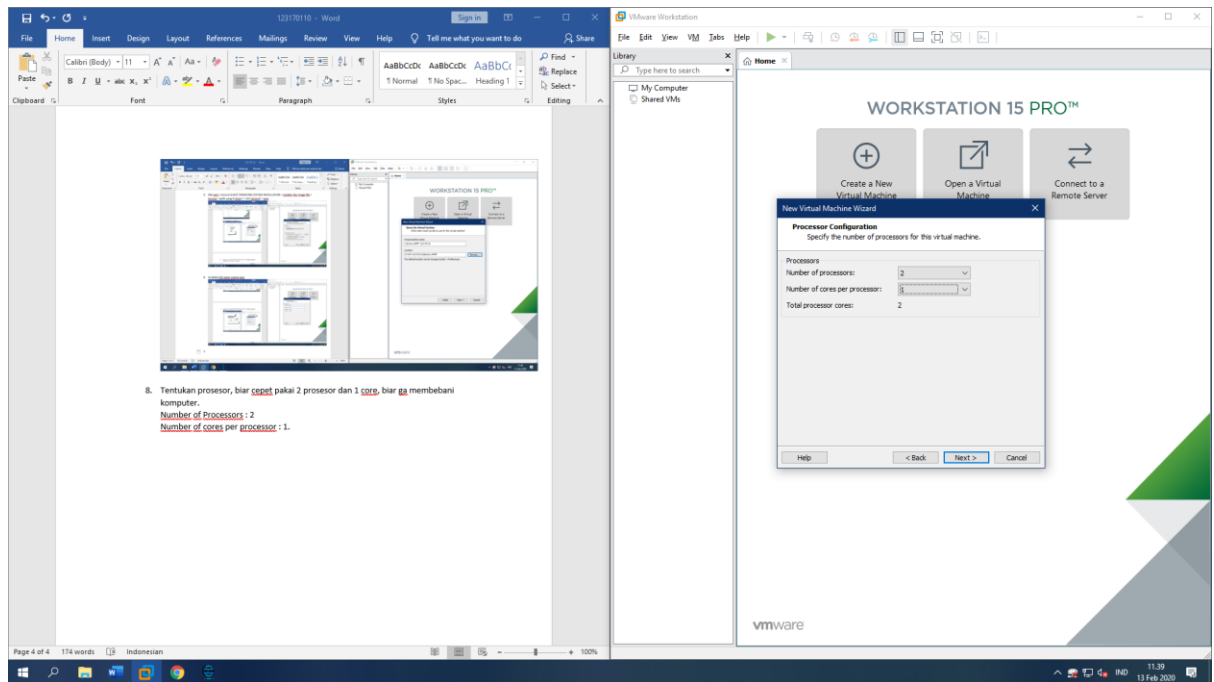 123170110 - Word
Sign in
File Home Insert Design Layout References Mailings Review View Help Tell me what you want to do Share
Paste
Calibri (Body) 11
AaBbCcDc AaBbCcDc AaBbCc
¶ Normal ¶ No Spac... Heading 1
Find
Replace
Select
Clipboard Font Paragraph Styles Editing
WORKSTATION 15 PRO™
8. Tentukan prosesor, biar cepet pakai 2 prosesor dan 1 core, biar ga membebani
komputer.
Number of Processors : 2
Number of cores per processor : 1.
Page 4 of 4 174 words Indonesian 100%
VMware Workstation
File Edit View VM Tabs Help
Library
Type here to search
My Computer
Shared VMs
Home
WORKSTATION 15 PRO™
Create a New
Virtual Machine
Open a Virtual
Machine
Connect to a
Remote Server
New Virtual Machine Wizard
Processor Configuration
Specify the number of processors for this virtual machine.
Processors
Number of processors: 2
Number of cores per processor: 1
Total processor cores: 2
Help < Back Next > Cancel
vmware
IND
11.39
13 Feb 2020